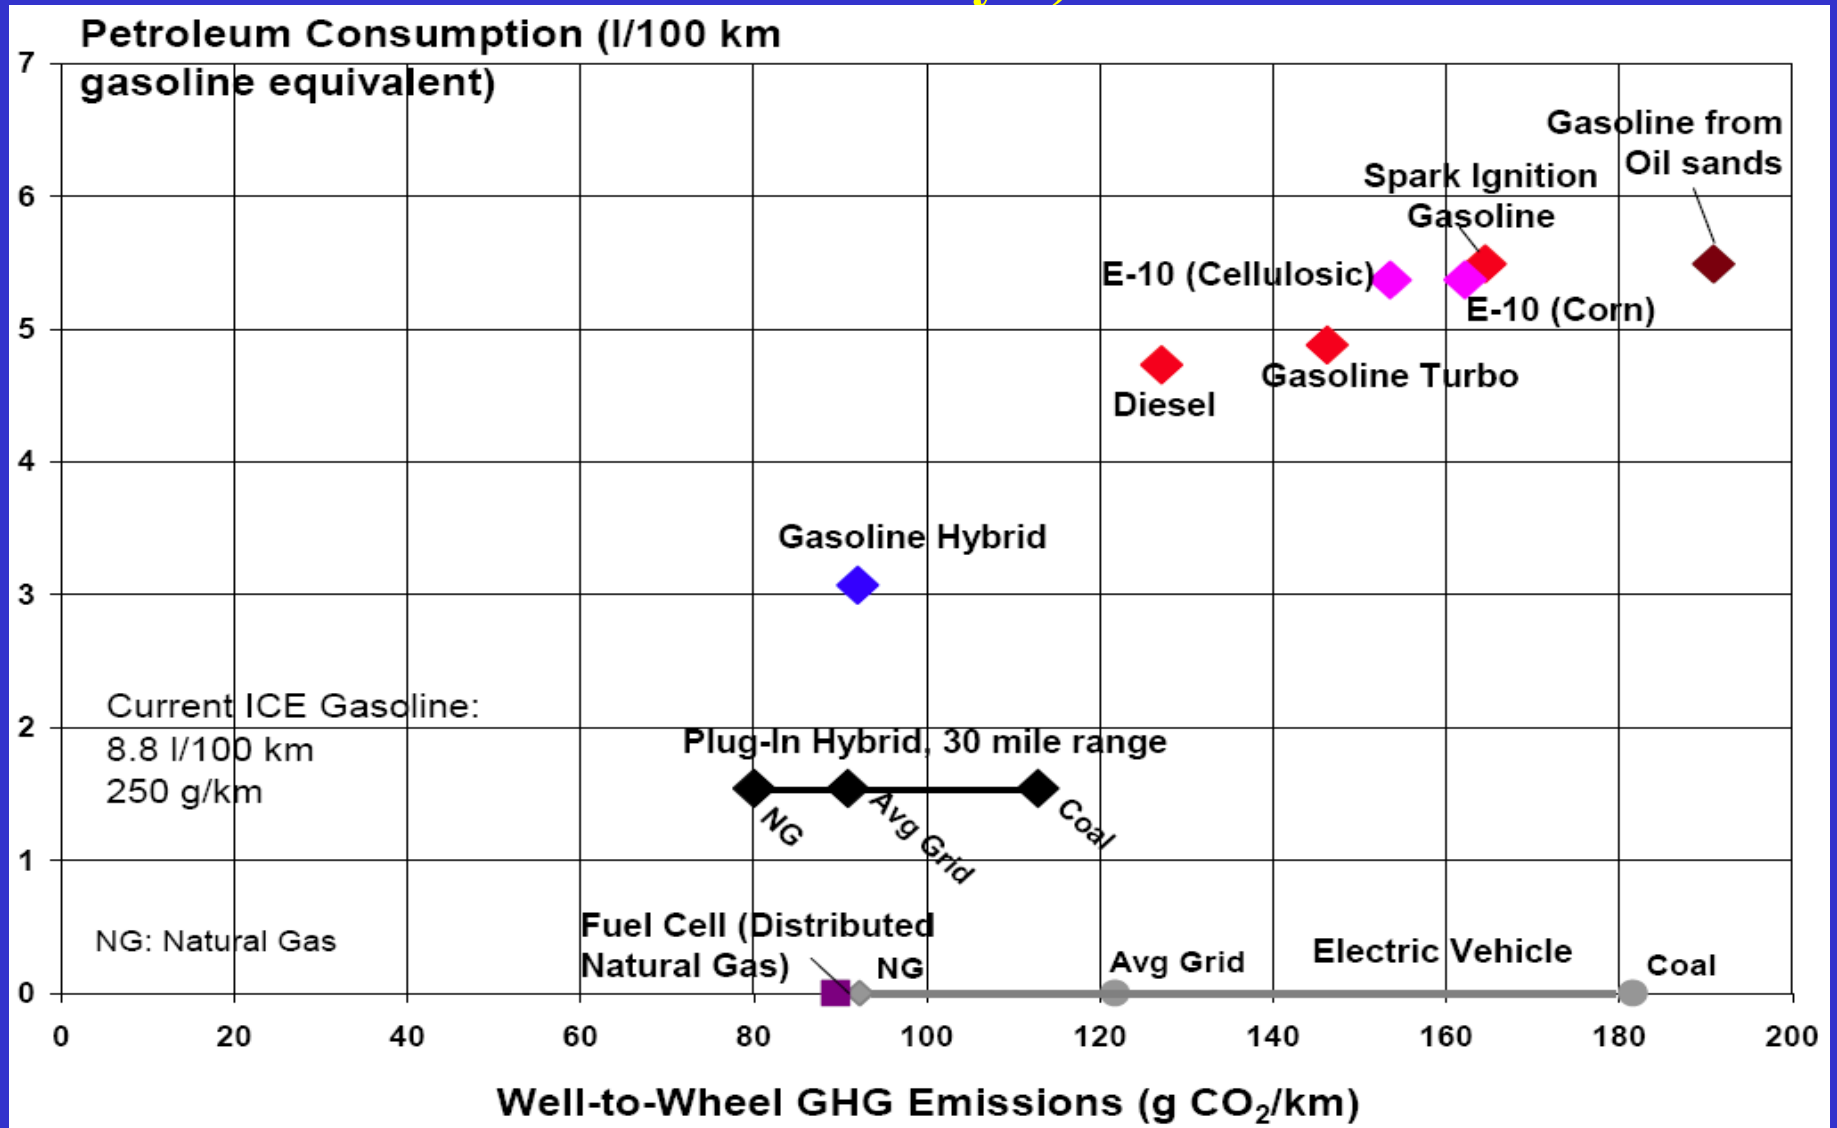 Petroleum Consumption (l/100 km
gasoline equivalent)
7
6
5
4
3
2
1
0
Gasoline from
Oil sands
Spark Ignition
Gasoline
E-10 (Cellulosic)
E-10 (Corn)
Gasoline Turbo
Diesel
Gasoline Hybrid
Current ICE Gasoline:
8.8 l/100 km
250 g/km
Plug-In Hybrid, 30 mile range
NG
Avg Grid
Coal
NG: Natural Gas
Fuel Cell (Distributed
Natural Gas)
NG
Avg Grid
Electric Vehicle
Coal
0 20 40 60 80 100 120 140 160 180 200
Well-to-Wheel GHG Emissions (g CO₂/km)